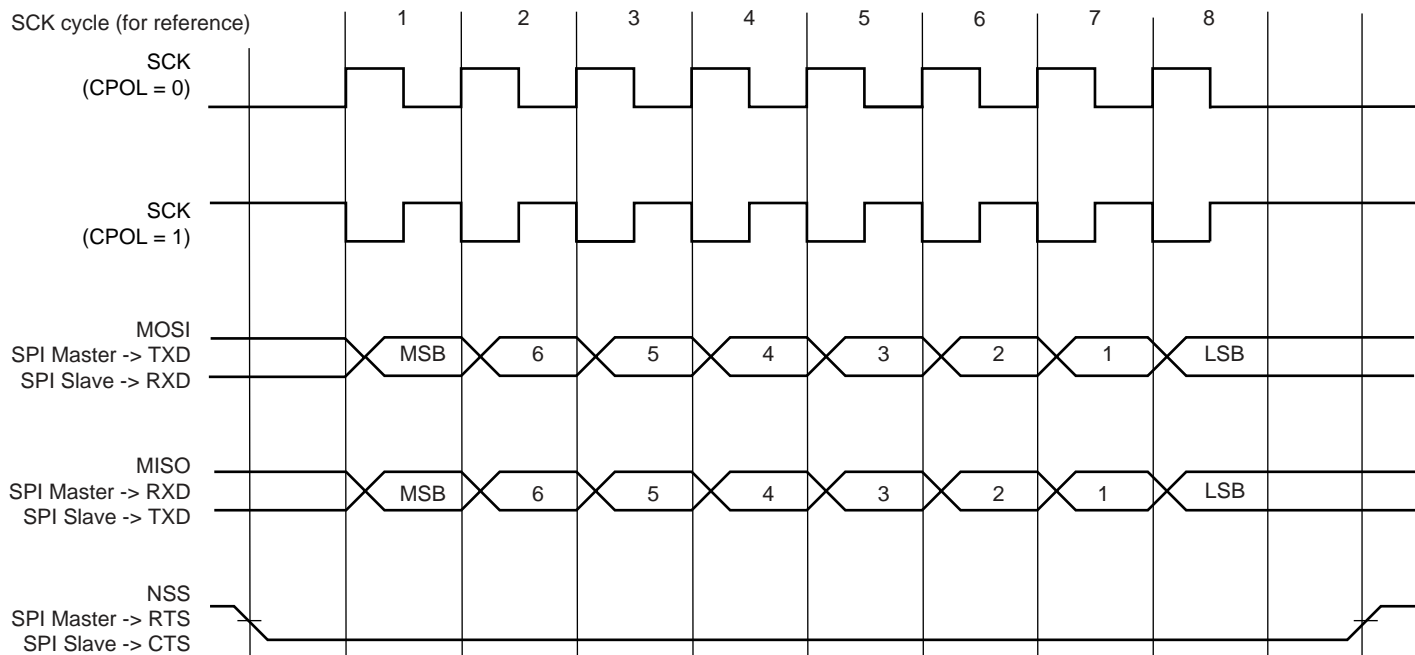 SCK cycle (for reference)
1 2 3 4 5 6 7 8
SCK
(CPOL = 0)
SCK
(CPOL = 1)
MOSI
SPI Master -> TXD
SPI Slave -> RXD
MSB 6 5 4 3 2 1 LSB
MISO
SPI Master -> RXD
SPI Slave -> TXD
MSB 6 5 4 3 2 1 LSB
NSS
SPI Master -> RTS
SPI Slave -> CTS